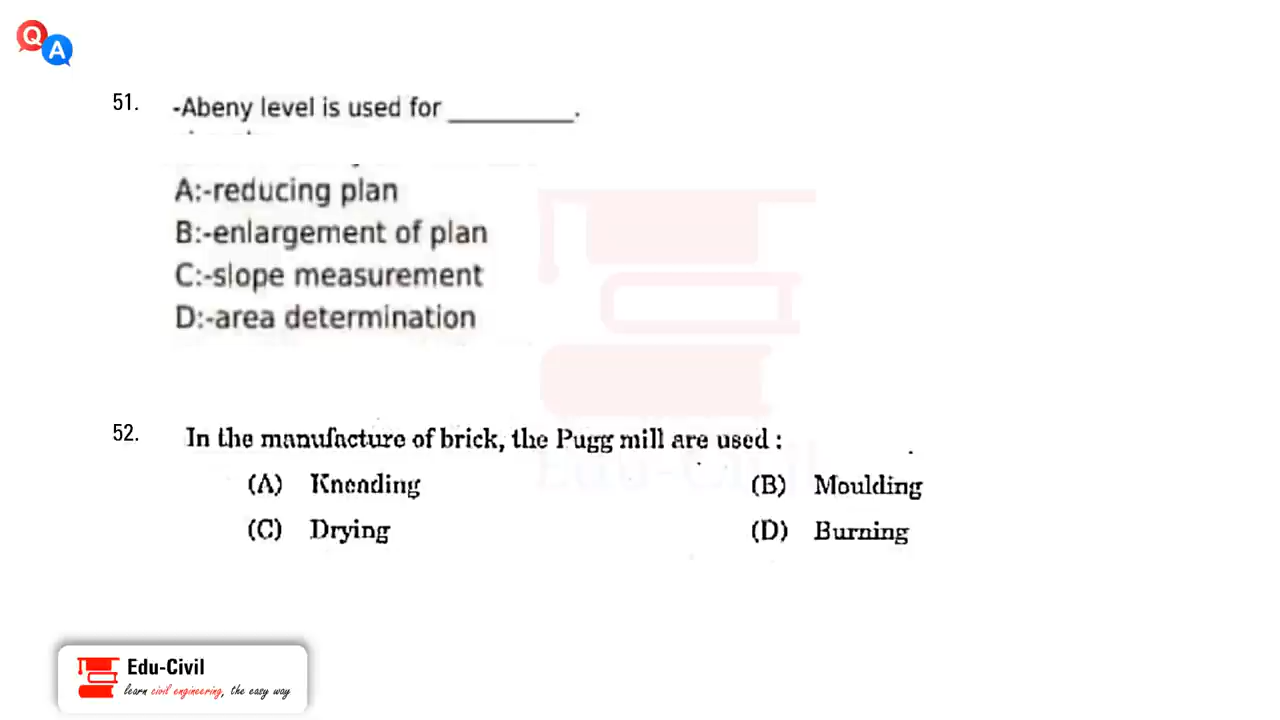 Q
A
51. -Abeny level is used for __________.
A:-reducing plan
B:-enlargement of plan
C:-slope measurement
D:-area determination
52. In the manufacture of brick, the Pugg mill are used :
(A) Kneading (B) Moulding
(C) Drying (D) Burning
Edu-Civil
Edu-Civil
learn civil engineering, the easy way